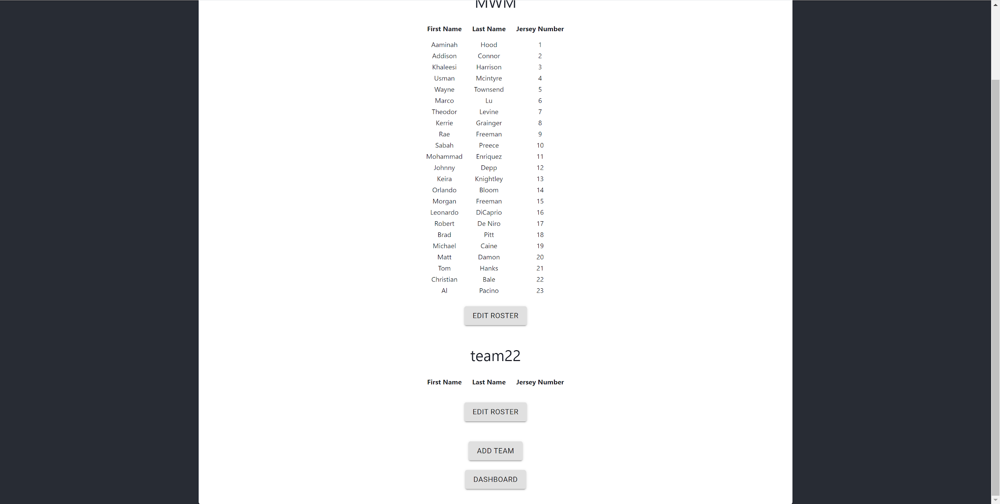 MWM
First Name Last Name Jersey Number
Aaminah Hood 1
Addison Connor 2
Khaleesi Harrison 3
Usman Mcintyre 4
Wayne Townsend 5
Marco Lu 6
Theodor Levine 7
Kerrie Grainger 8
Rae Freeman 9
Sabah Preece 10
Mohammad Enriquez 11
Johnny Depp 12
Keira Knightley 13
Orlando Bloom 14
Morgan Freeman 15
Leonardo DiCaprio 16
Robert De Niro 17
Brad Pitt 18
Michael Caine 19
Matt Damon 20
Tom Hanks 21
Christian Bale 22
Al Pacino 23
EDIT ROSTER
team22
First Name Last Name Jersey Number
EDIT ROSTER
ADD TEAM
DASHBOARD